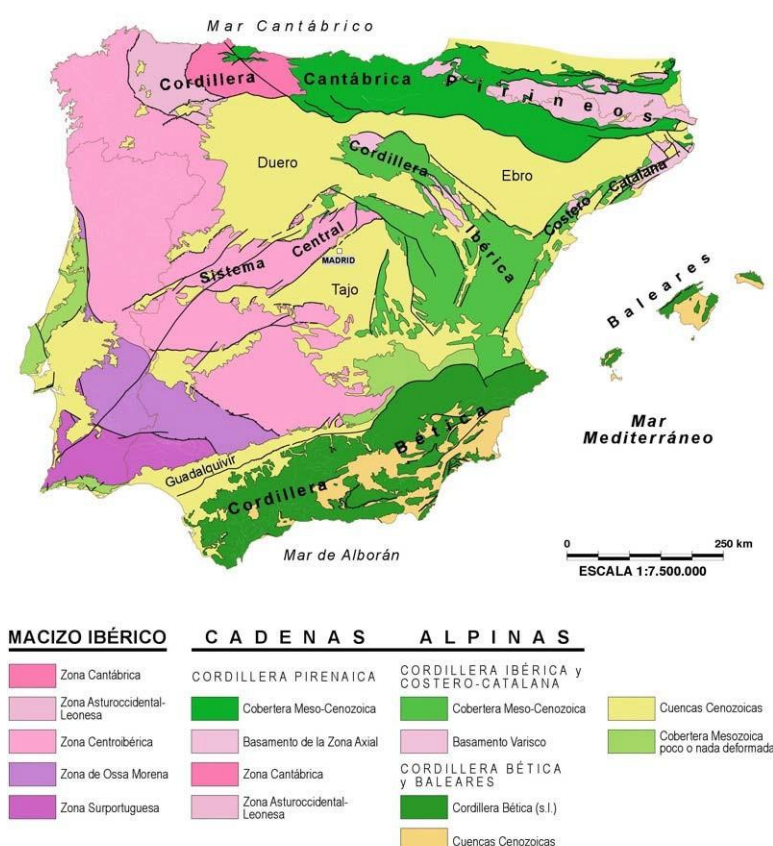 Mar Cantábrico
Cordillera Cantábrica
Pirineos
Duero
Cordillera
Ibérica
Ebro
Costero Catalana
Sistema Central
MADRID
Tajo
Baleares
Mar
Mediterráneo
Guadalquivir
Cordillera Bética
Mar de Alborán
0 250 km
ESCALA 1:7.500.000
MACIZO IBÉRICO
Zona Cantábrica
Zona Asturoccidental-
Leonesa
Zona Centroibérica
Zona de Ossa Morena
Zona Surportuguesa
CADENAS ALPINAS
CORDILLERA PIRENAICA
Cobertera Meso-Cenozoica
Basamento de la Zona Axial
Zona Cantábrica
Zona Asturoccidental-
Leonesa
CORDILLERA IBÉRICA y
COSTERO-CATALANA
Cobertera Meso-Cenozoica
Basamento Varisco
CORDILLERA BÉTICA
y BALEARES
Cordillera Bética (s.l.)
Cuencas Cenozoicas
Cuencas Cenozoicas
Cobertera Mesozoica
poco o nada deformada